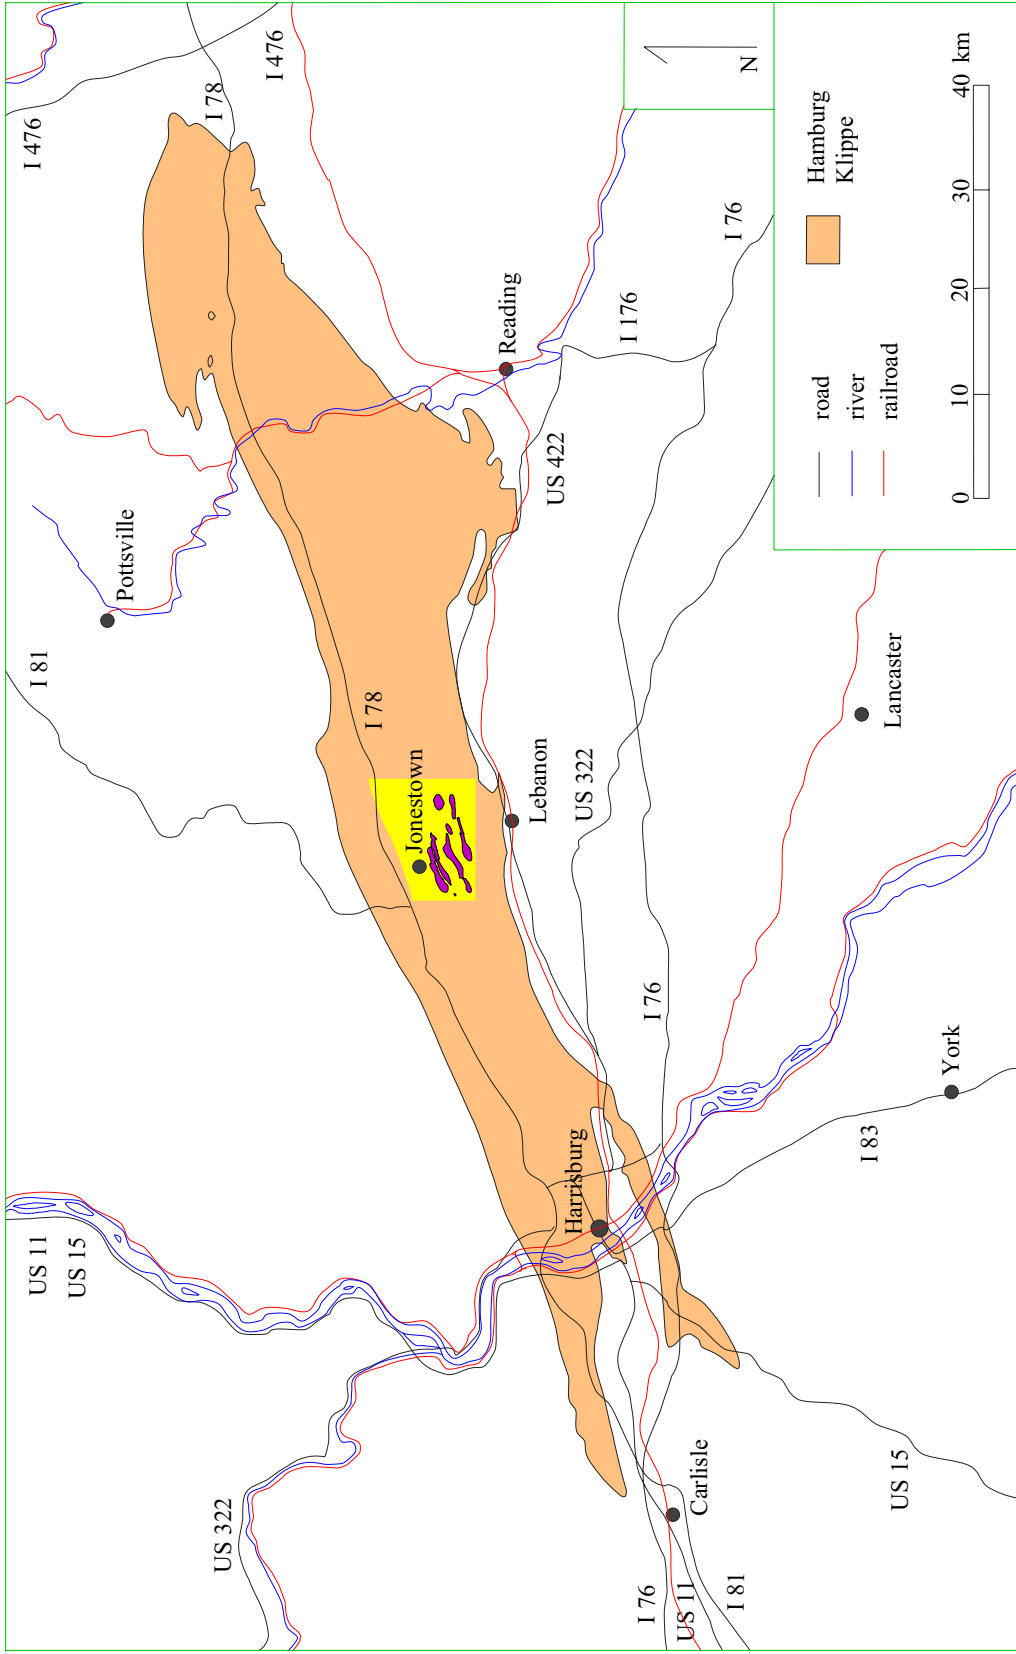 I 476
I 78
I 476
Pottsville
I 81
Reading
I 176
I 76
US 422
I 78
Jonestown
Lebanon
US 322
Lancaster
US 11
US 15
Harrisburg
I 76
York
I 83
US 322
Carlisle
US 15
I 76
US 11
I 81
N
road
river
railroad
Hamburg
Klippe
0
10
20
30
40 km